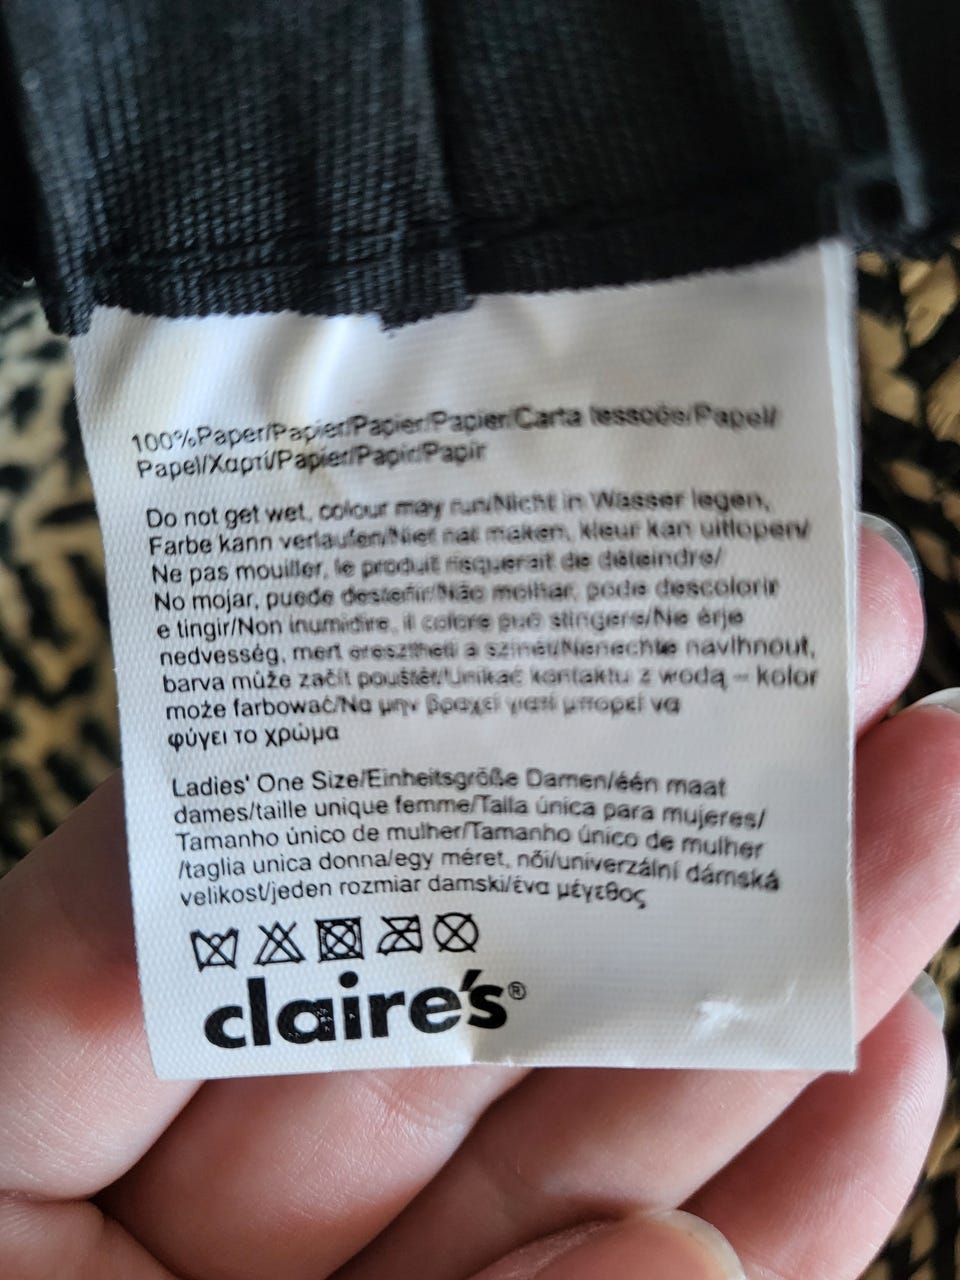 100%Paper/Papier/Papier/Papier/Carta tessoée/Papel/
Papel/Χαρτί/Papier/Papír/Papír
Do not get wet, colour may run/Nicht in Wasser legen,
Farbe kann verlaufen/Niet nat maken, kleur kan uitlopen/
Ne pas mouiller, le produit risquerait de déteindre/
No mojar, puede desteñir/Não molhar, pode descolorir
e tingir/Non inumidire, il colore può stingere/Ne érje
nedvesség, mert eresztheti a színét/Nenechte navlhnout,
barva může začít pouštět/Unikać kontaktu z wodą – kolor
może farbować/Να μην βραχεί γιατί μπορεί να
φύγει το χρώμα
Ladies' One Size/Einheitsgröße Damen/één maat
dames/taille unique femme/Talla única para mujeres/
Tamanho único de mulher/Tamanho único de mulher
/taglia unica donna/egy méret, női/univerzální dámská
velikost/jeden rozmiar damski/ένα μέγεθος
claire's®